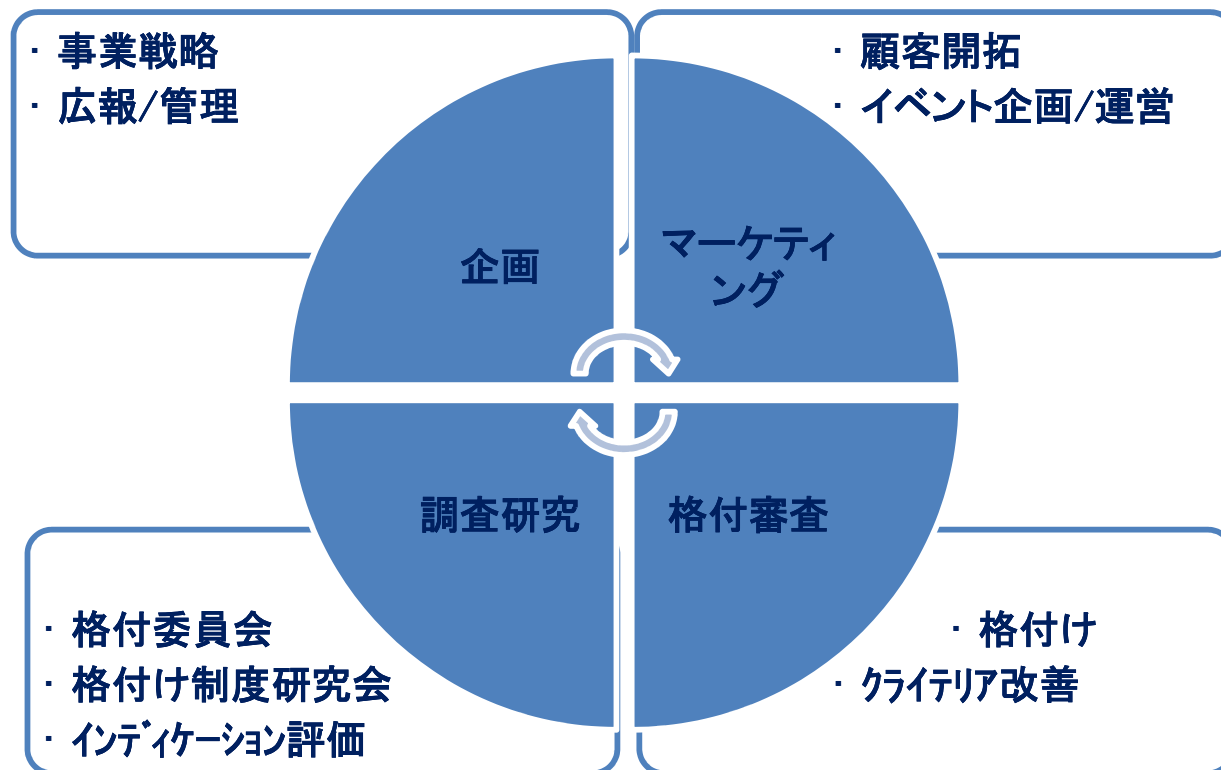 ・事業戦略
・広報/管理
・顧客開拓
・イベント企画/運営
企画
マーケティ
ング
調査研究
格付審査
・格付委員会
・格付け制度研究会
・インディケーション評価
・格付け
・クライテリア改善